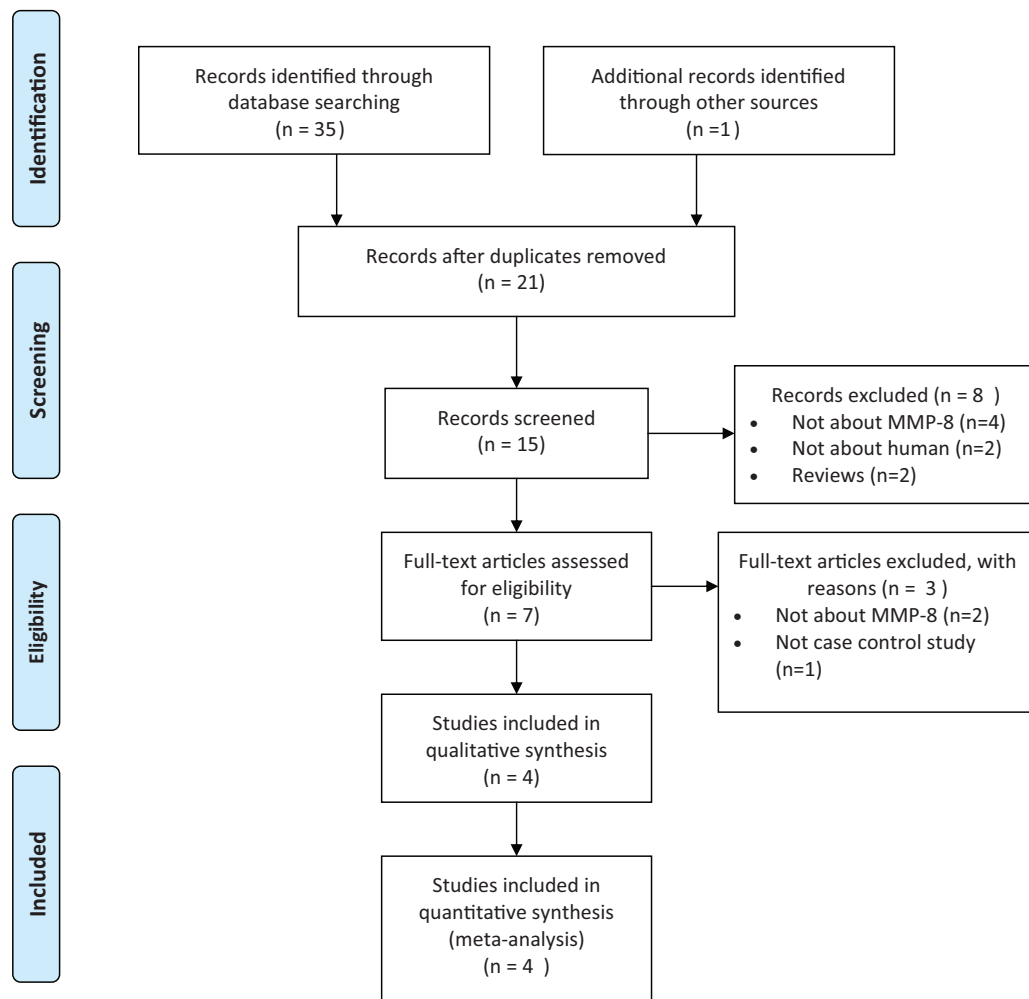 Identification
Records identified through
database searching
(n = 35)
Additional records identified
through other sources
(n =1)
Records after duplicates removed
(n = 21)
Screening
Records screened
(n = 15)
Records excluded (n = 8 )
• Not about MMP-8 (n=4)
• Not about human (n=2)
• Reviews (n=2)
Eligibility
Full-text articles assessed
for eligibility
(n = 7)
Full-text articles excluded, with
reasons (n = 3 )
• Not about MMP-8 (n=2)
• Not case control study
(n=1)
Studies included in
qualitative synthesis
(n = 4)
Included
Studies included in
quantitative synthesis
(meta-analysis)
(n = 4 )